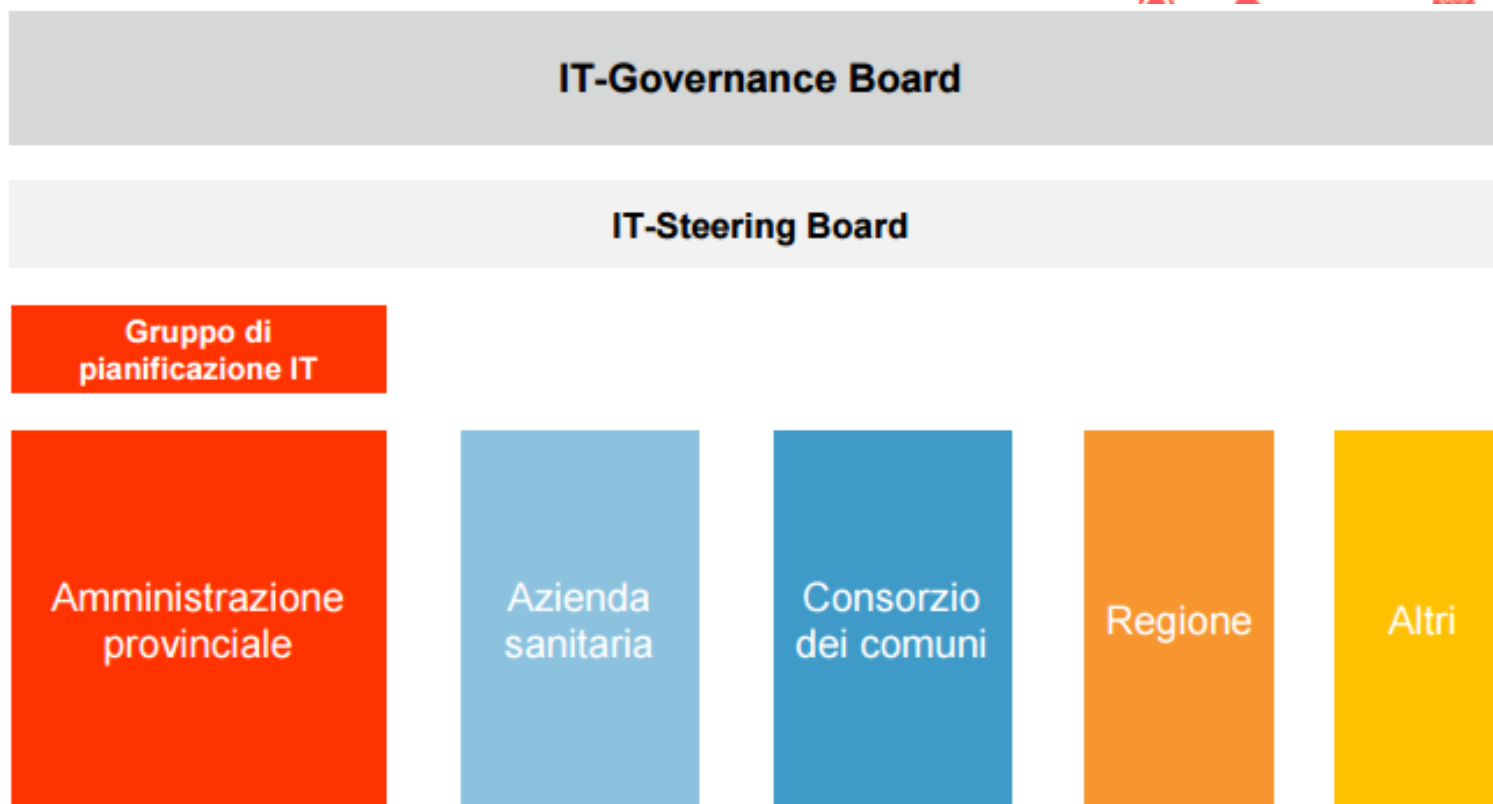 IT-Governance Board
IT-Steering Board
Gruppo di
pianificazione IT
Amministrazione
provinciale
Azienda
sanitaria
Consorzio
dei comuni
Regione
Altri